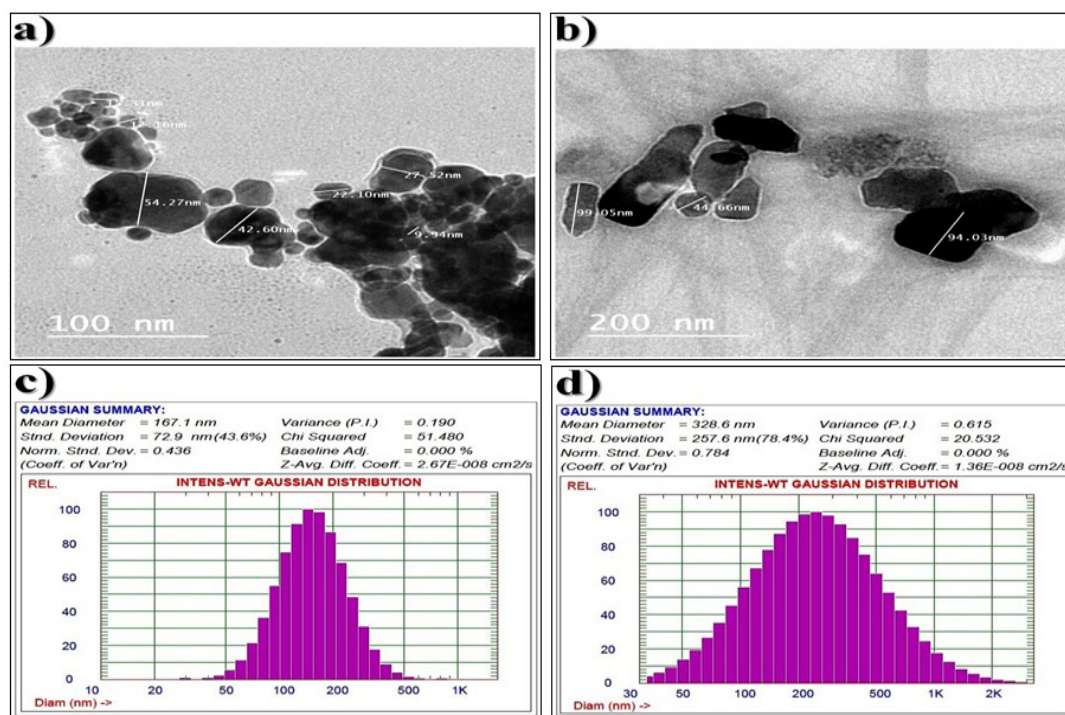 a)
11.31nm
12.16nm
54.27nm
42.60nm
22.10nm
27.52nm
9.94nm
100 nm
b)
99.05nm
44.66nm
94.03nm
200 nm
c)
GAUSSIAN SUMMARY:
Mean Diameter = 167.1 nm Variance (P.I.) = 0.190
Stnd. Deviation = 72.9 nm(43.6%) Chi Squared = 51.480
Norm. Stnd. Dev. = 0.436 Baseline Adj. = 0.000 %
(Coeff. of Var'n) Z-Avg. Diff. Coeff. = 2.67E-008 cm2/s
REL. INTENS-WT GAUSSIAN DISTRIBUTION
100
80
60
40
20
0
10 20 50 100 200 500 1K
Diam (nm) ->
d)
GAUSSIAN SUMMARY:
Mean Diameter = 328.6 nm Variance (P.I.) = 0.615
Stnd. Deviation = 257.6 nm(78.4%) Chi Squared = 20.532
Norm. Stnd. Dev. = 0.784 Baseline Adj. = 0.000 %
(Coeff. of Var'n) Z-Avg. Diff. Coeff. = 1.36E-008 cm2/s
REL. INTENS-WT GAUSSIAN DISTRIBUTION
100
80
60
40
20
0
30 50 100 200 500 1K 2K
Diam (nm) ->